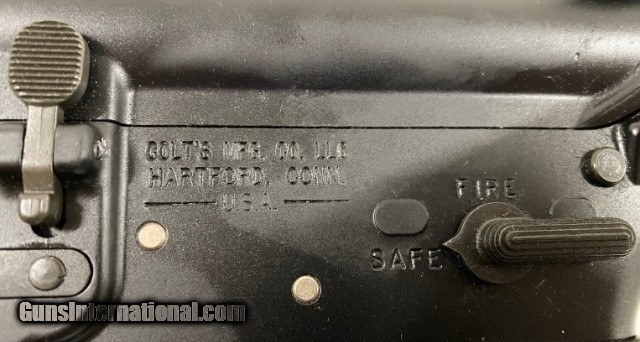 COLT'S MFG. CO. LLC
HARTFORD, CONN.
U.S.A.
FIRE
SAFE
GunsInternational.com